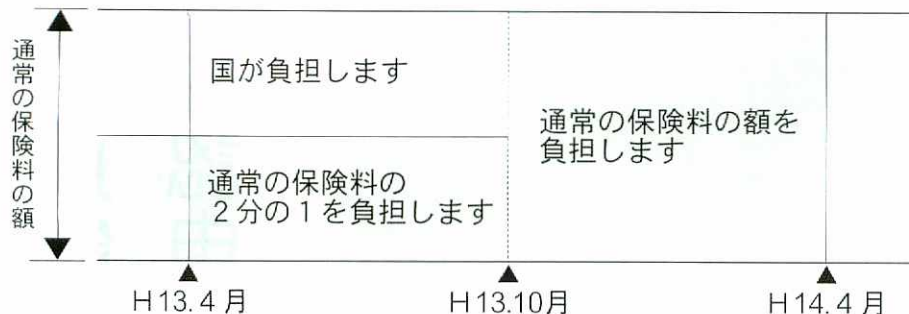 通常の保険料の額
国が負担します
通常の保険料の
２分の１を負担します
通常の保険料の額を
負担します
H13.４月
H13.10月
H14.４月